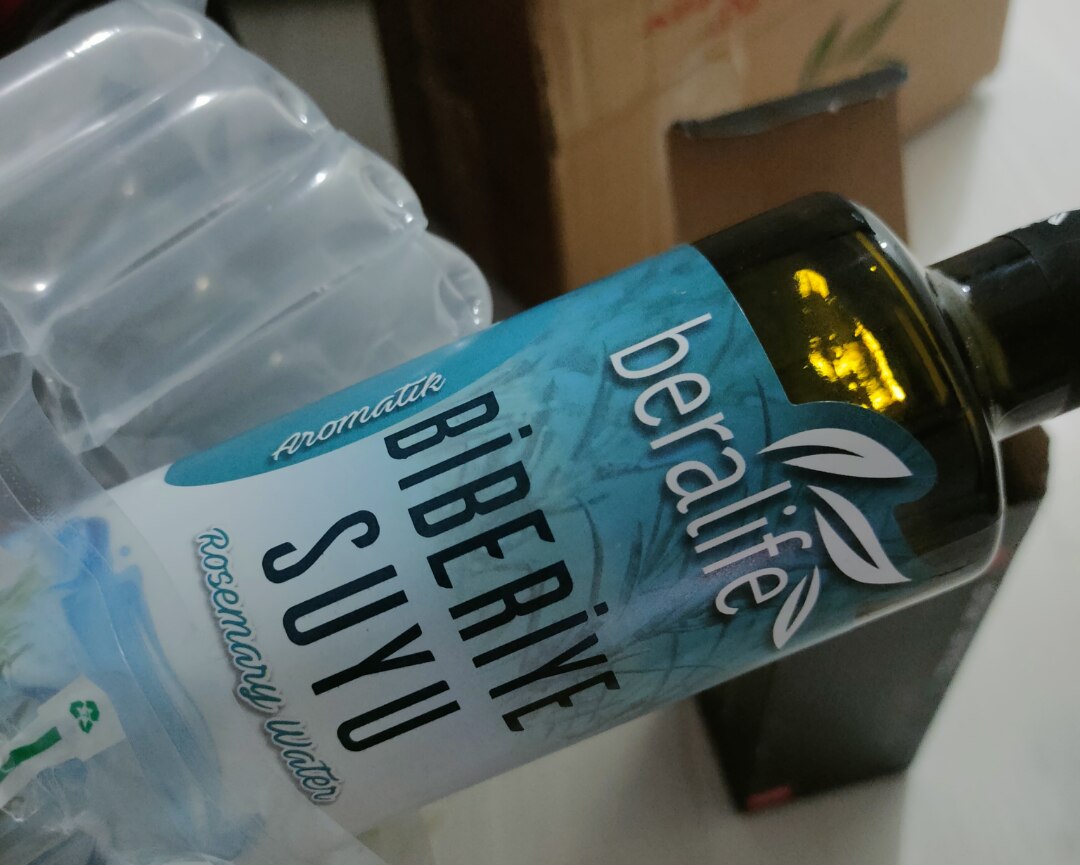 beralife
Aromatik
BİBERİYE
SUYU
Rosemary Water